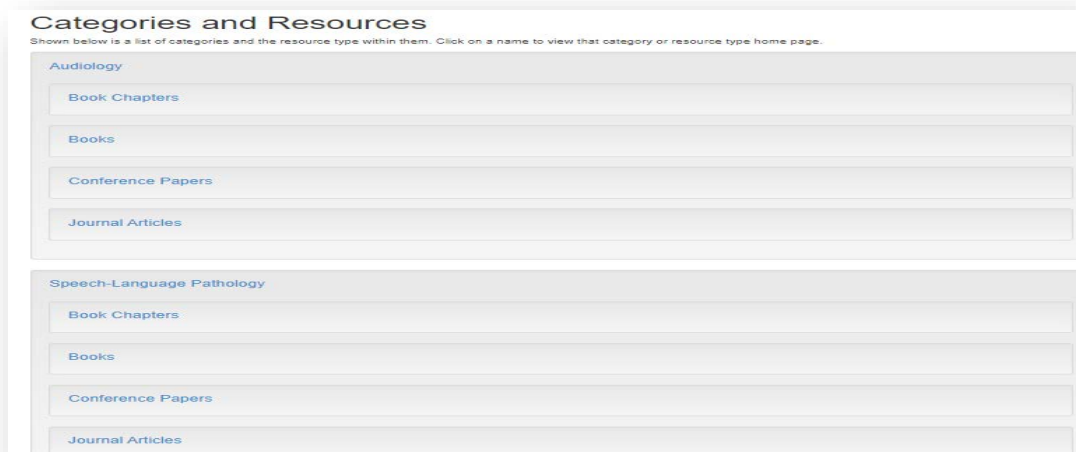 Categories and Resources
Shown below is a list of categories and the resource type within them. Click on a name to view that category or resource type home page.
Audiology
Book Chapters
Books
Conference Papers
Journal Articles
Speech-Language Pathology
Book Chapters
Books
Conference Papers
Journal Articles